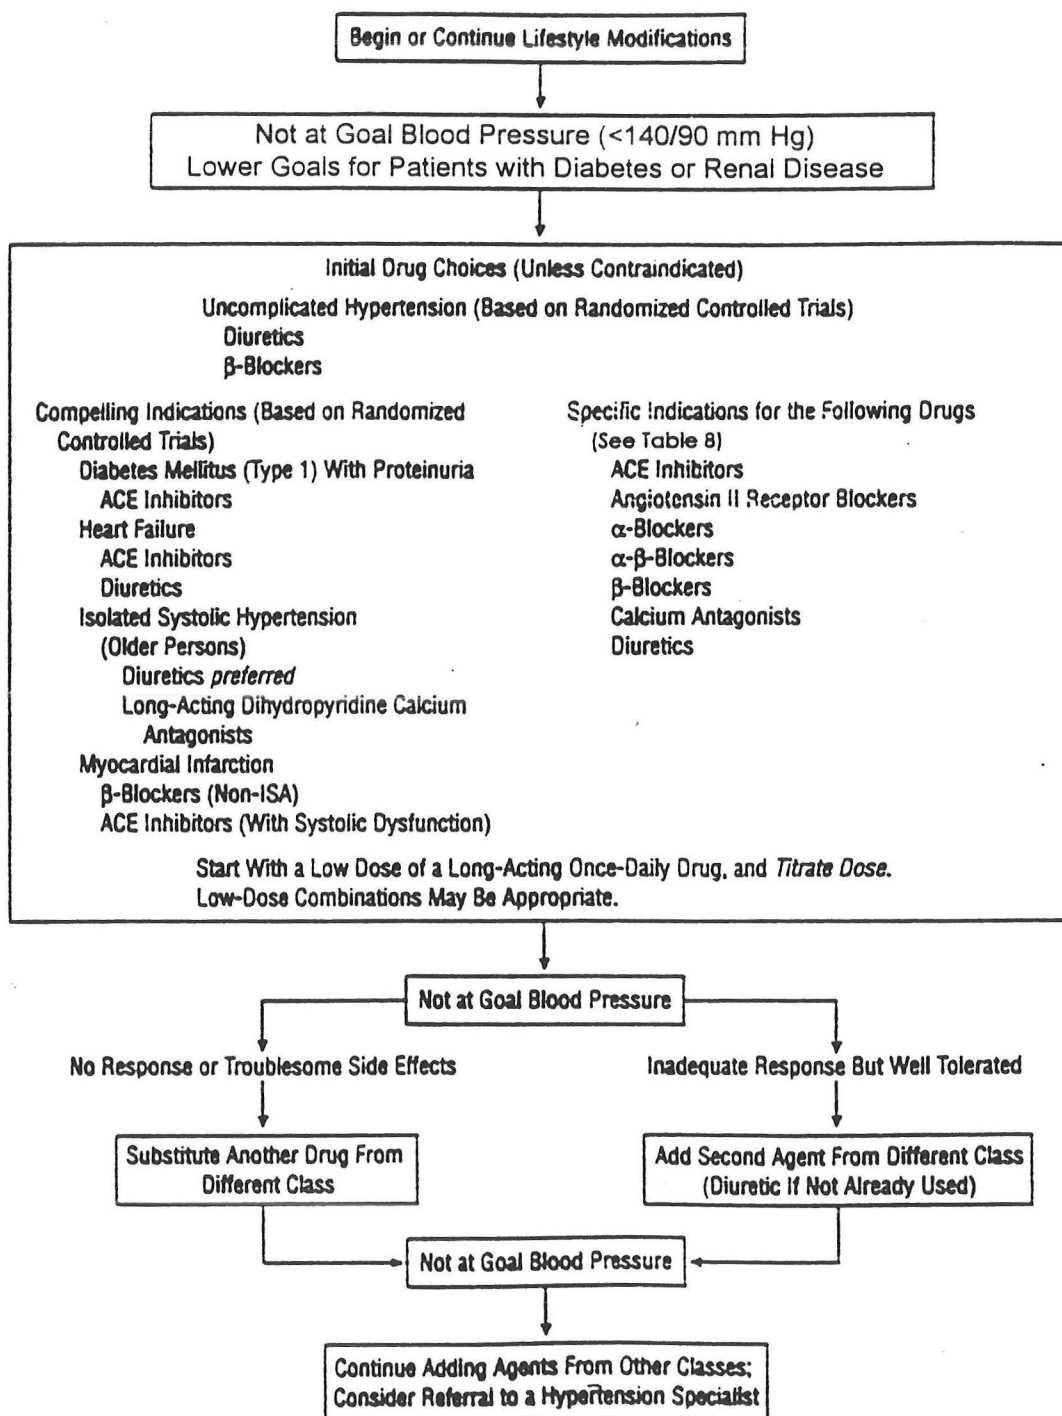 Begin or Continue Lifestyle Modifications
Not at Goal Blood Pressure (<140/90 mm Hg)
Lower Goals for Patients with Diabetes or Renal Disease
Initial Drug Choices (Unless Contraindicated)
Uncomplicated Hypertension (Based on Randomized Controlled Trials)
Diuretics
β-Blockers
Compelling Indications (Based on Randomized
Controlled Trials)
Diabetes Mellitus (Type 1) With Proteinuria
ACE Inhibitors
Heart Failure
ACE Inhibitors
Diuretics
Isolated Systolic Hypertension
(Older Persons)
Diuretics preferred
Long-Acting Dihydropyridine Calcium
Antagonists
Myocardial Infarction
β-Blockers (Non-ISA)
ACE Inhibitors (With Systolic Dysfunction)
Specific Indications for the Following Drugs
(See Table 8)
ACE Inhibitors
Angiotensin II Receptor Blockers
α-Blockers
α-β-Blockers
β-Blockers
Calcium Antagonists
Diuretics
Start With a Low Dose of a Long-Acting Once-Daily Drug, and Titrate Dose.
Low-Dose Combinations May Be Appropriate.
Not at Goal Blood Pressure
No Response or Troublesome Side Effects
Inadequate Response But Well Tolerated
Substitute Another Drug From
Different Class
Add Second Agent From Different Class
(Diuretic If Not Already Used)
Not at Goal Blood Pressure
Continue Adding Agents From Other Classes;
Consider Referral to a Hypertension Specialist